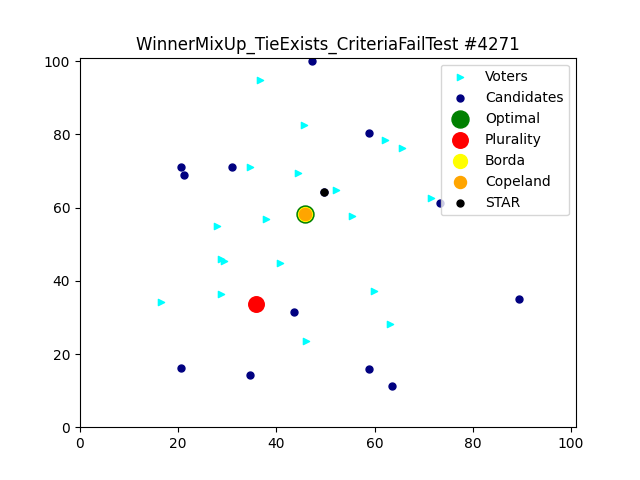 WinnerMixUp_TieExists_CriteriaFailTest #4271
100
80
60
40
20
0
0
20
40
60
80
100
Voters
Candidates
Optimal
Plurality
Borda
Copeland
STAR